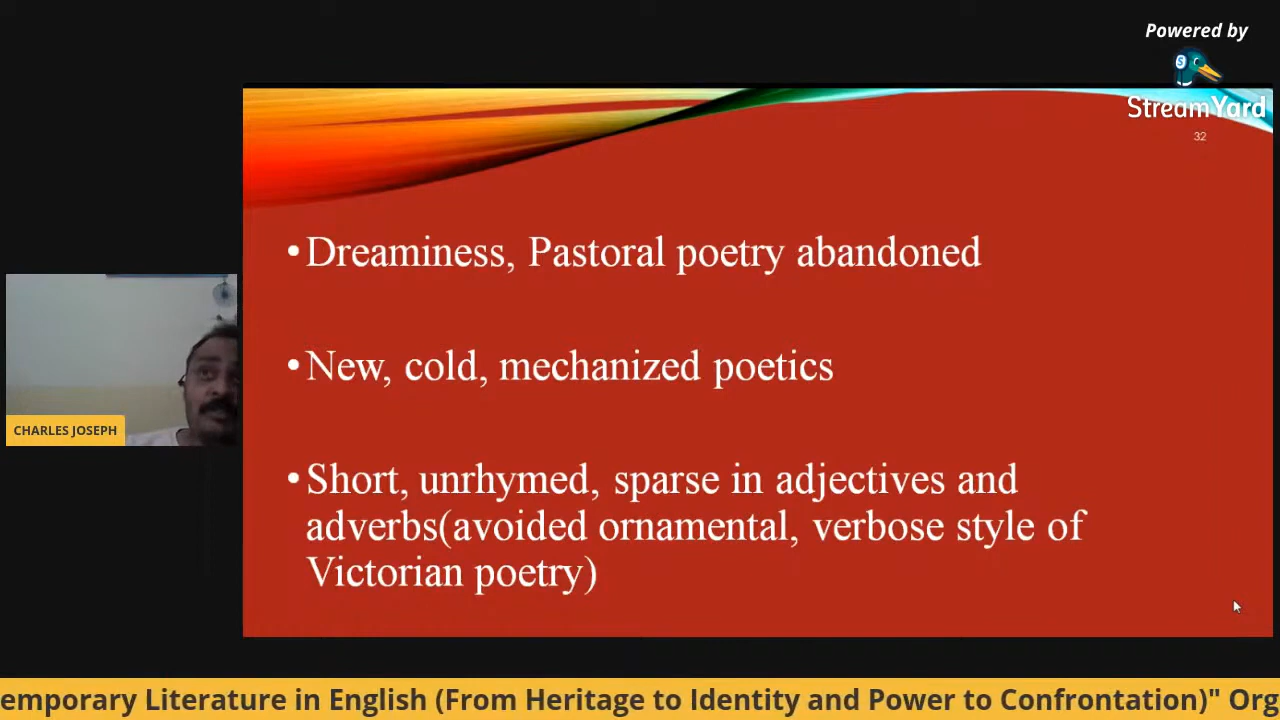 Powered by
StreamYard
32
•Dreaminess, Pastoral poetry abandoned
•New, cold, mechanized poetics
•Short, unrhymed, sparse in adjectives and
adverbs(avoided ornamental, verbose style of
Victorian poetry)
CHARLES JOSEPH
emporary Literature in English (From Heritage to Identity and Power to Confrontation)" Org